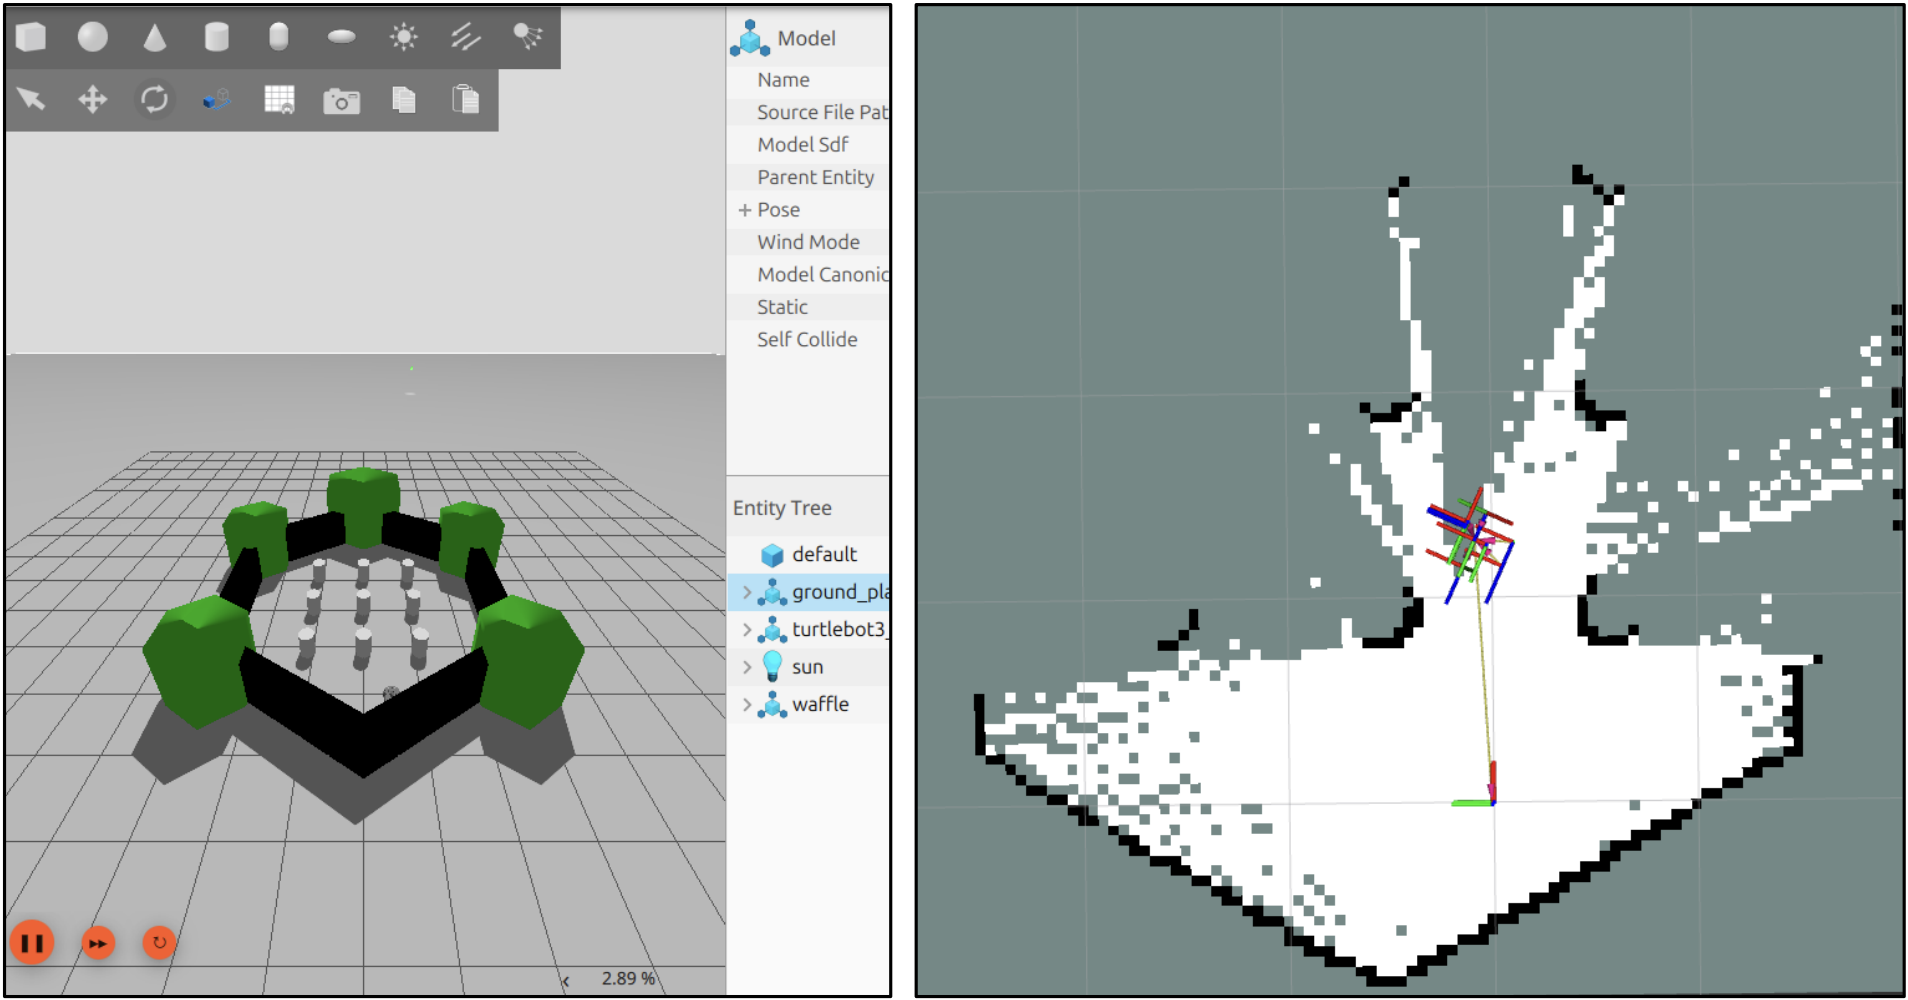 Model
Name
Source File Pat
Model Sdf
Parent Entity
Pose
Wind Mode
Model Canonic
Static
Self Collide
Entity Tree
default
ground_pla
turtlebot3_
sun
waffle
2.89 %